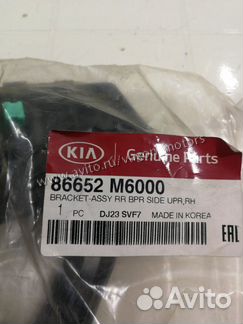 KIA Genuine Parts
86652 M6000
BRACKET-ASSY RR BPR SIDE UPR,RH
1 PC DJ23 SVF7 MADE IN KOREA
EAC